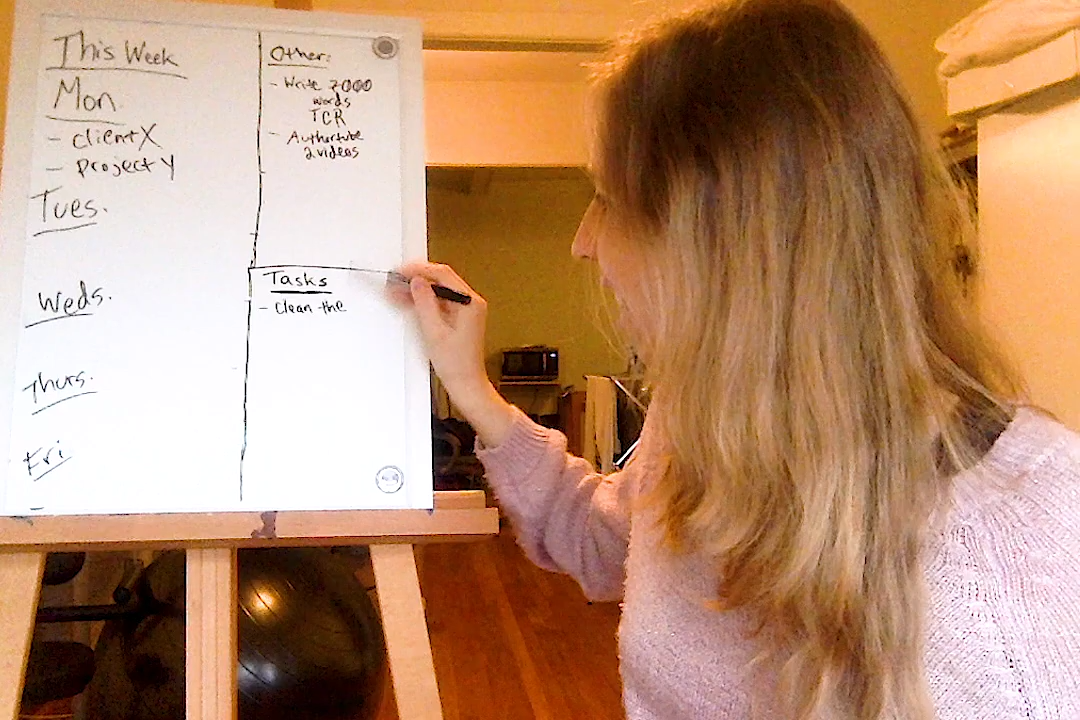 This Week
Mon.
- clientX
- project Y
Tues.
Weds.
Thurs.
Fri
-
Other:
- Write 2000
words
TCR
- Authortube
2 videos
Tasks
- Clean the